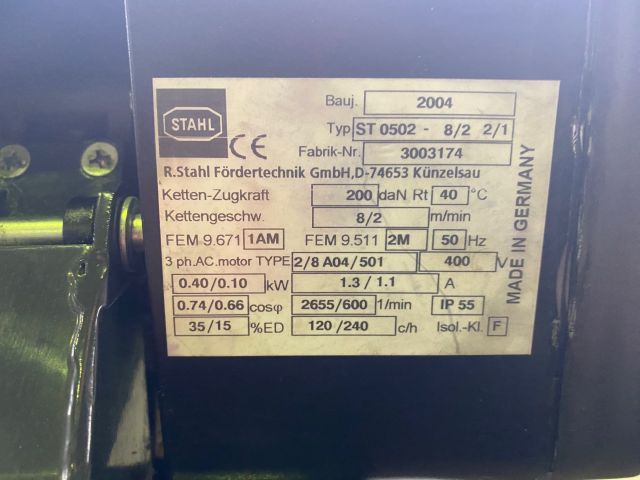 STAHL
CE
Bauj. 2004
Typ ST 0502 - 8/2 2/1
Fabrik-Nr. 3003174
R.Stahl Fördertechnik GmbH,D-74653 Künzelsau
Ketten-Zugkraft 200 daN Rt 40 °C
Kettengeschw. 8/2 m/min
FEM 9.671 1AM FEM 9.511 2M 50 Hz
3 ph.AC.motor TYPE 2/8 A04/501 400 V
0.40/0.10 kW 1.3 / 1.1 A
0.74/0.66 cosφ 2655/600 1/min IP 55
35/15 %ED 120/240 c/h Isol.-Kl. F
MADE IN GERMANY